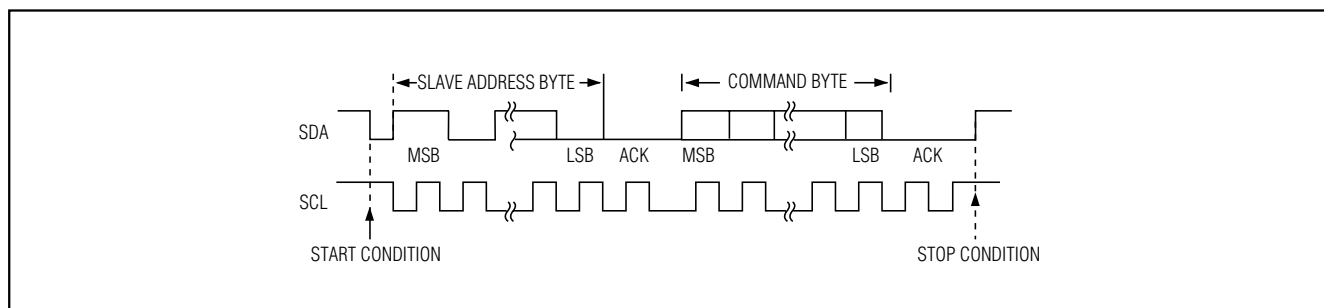 SLAVE ADDRESS BYTE
COMMAND BYTE
SDA
MSB
LSB
ACK
MSB
LSB
ACK
SCL
START CONDITION
STOP CONDITION